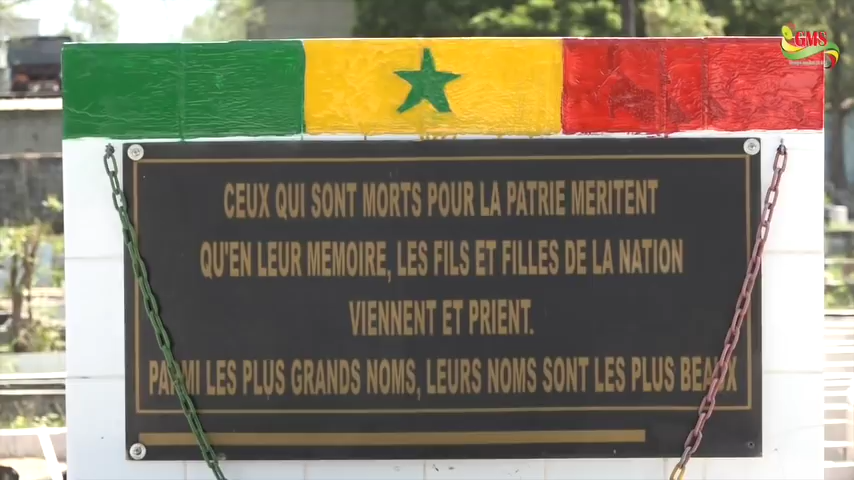 GMS
CEUX QUI SONT MORTS POUR LA PATRIE MERITENT
QU'EN LEUR MEMOIRE, LES FILS ET FILLES DE LA NATION
VIENNENT ET PRIENT.
PARMI LES PLUS GRANDS NOMS, LEURS NOMS SONT LES PLUS BEAUX